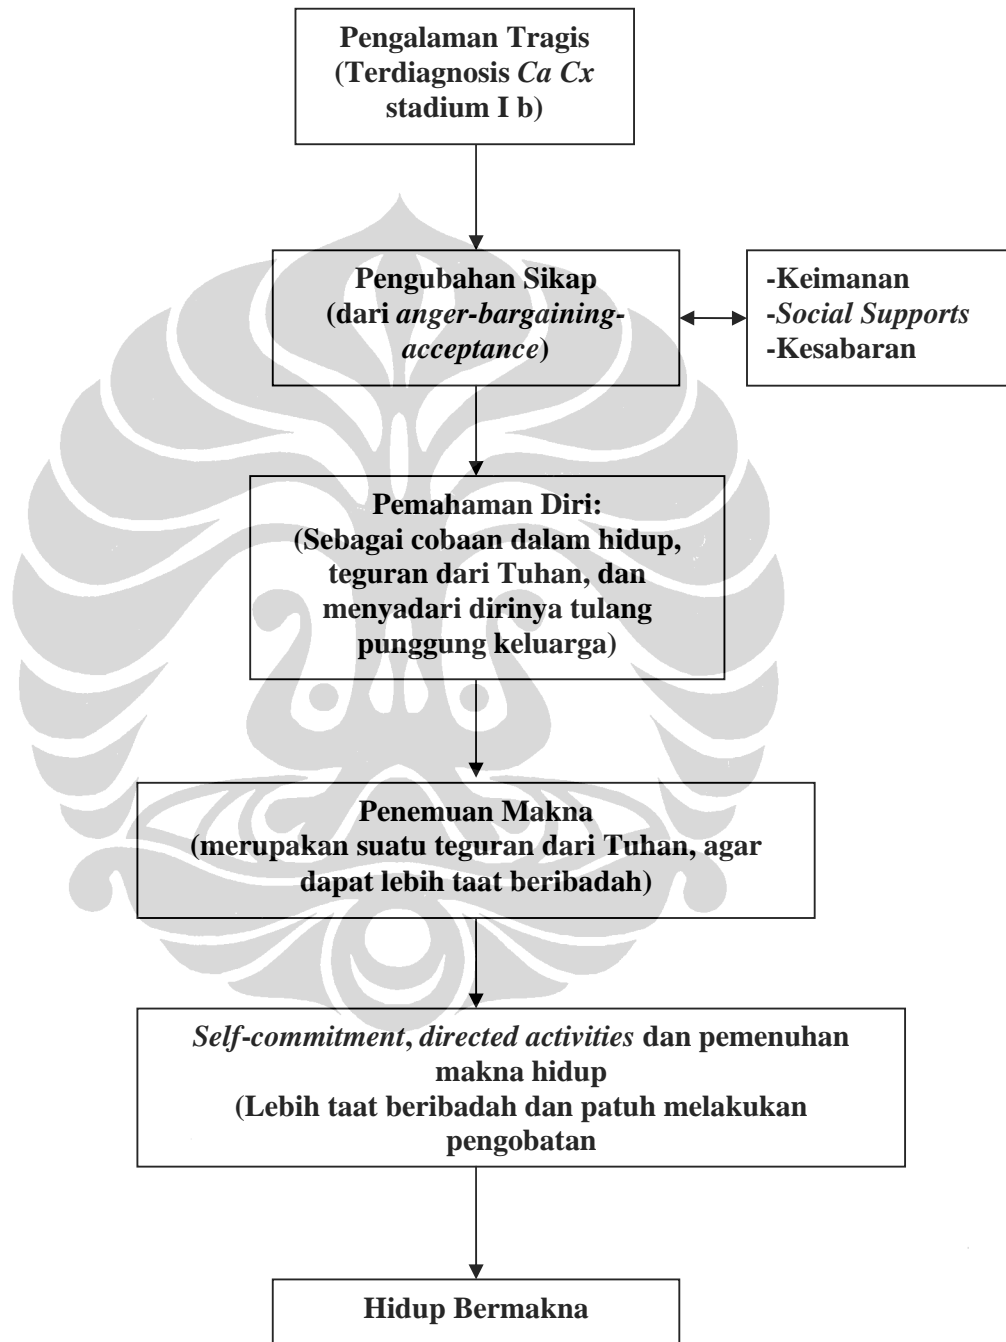 Pengalaman Tragis
(Terdiagnosis Ca Cx
stadium I b)
Pengubahan Sikap
(dari anger-bargaining-
acceptance)
-Keimanan
-Social Supports
-Kesabaran
Pemahaman Diri:
(Sebagai cobaan dalam hidup,
teguran dari Tuhan, dan
menyadari dirinya tulang
punggung keluarga)
Penemuan Makna
(merupakan suatu teguran dari Tuhan, agar
dapat lebih taat beribadah)
Self-commitment, directed activities dan pemenuhan
makna hidup
(Lebih taat beribadah dan patuh melakukan
pengobatan
Hidup Bermakna